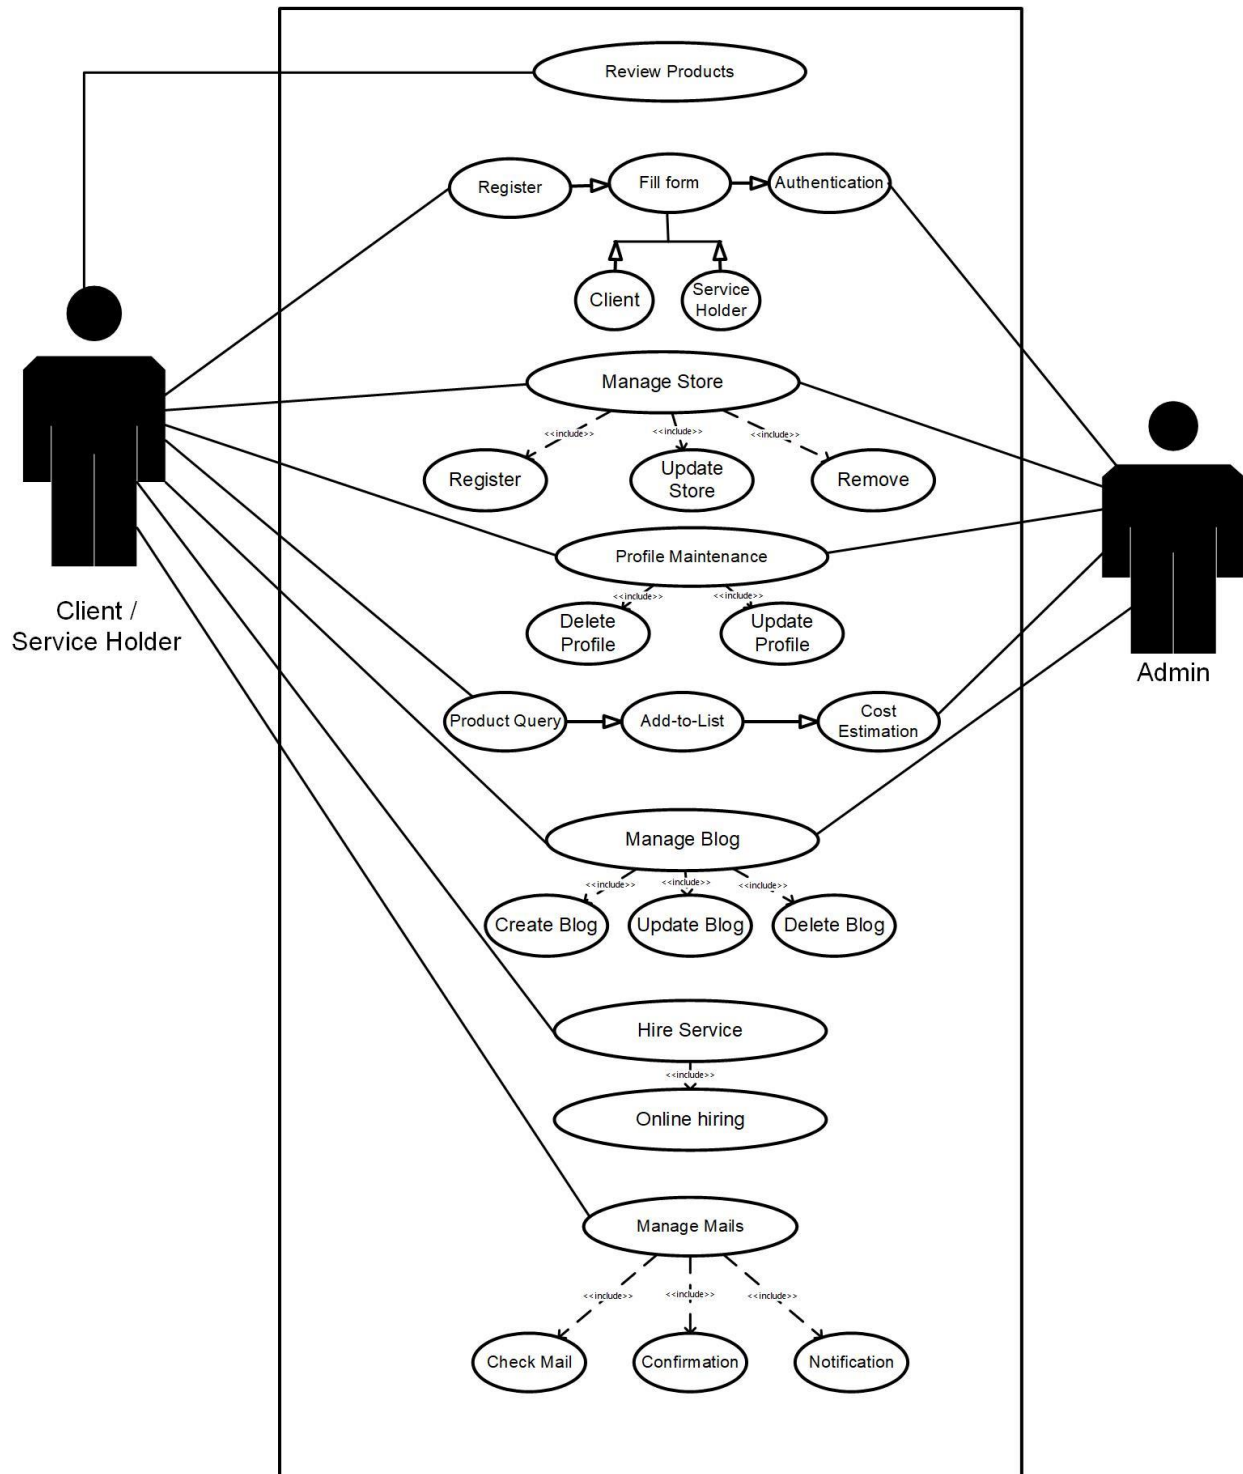 Review Products
Register
Fill form
Authentication
Client
Service
Holder
Manage Store
<<include>>
<<include>>
<<include>>
Register
Update
Store
Remove
Profile Maintenance
<<include>>
<<include>>
Delete
Profile
Update
Profile
Client /
Service Holder
Admin
Product Query
Add-to-List
Cost
Estimation
Manage Blog
<<include>>
<<include>>
<<include>>
Create Blog
Update Blog
Delete Blog
Hire Service
<<include>>
Online hiring
Manage Mails
<<include>>
<<include>>
<<include>>
Check Mail
Confirmation
Notification